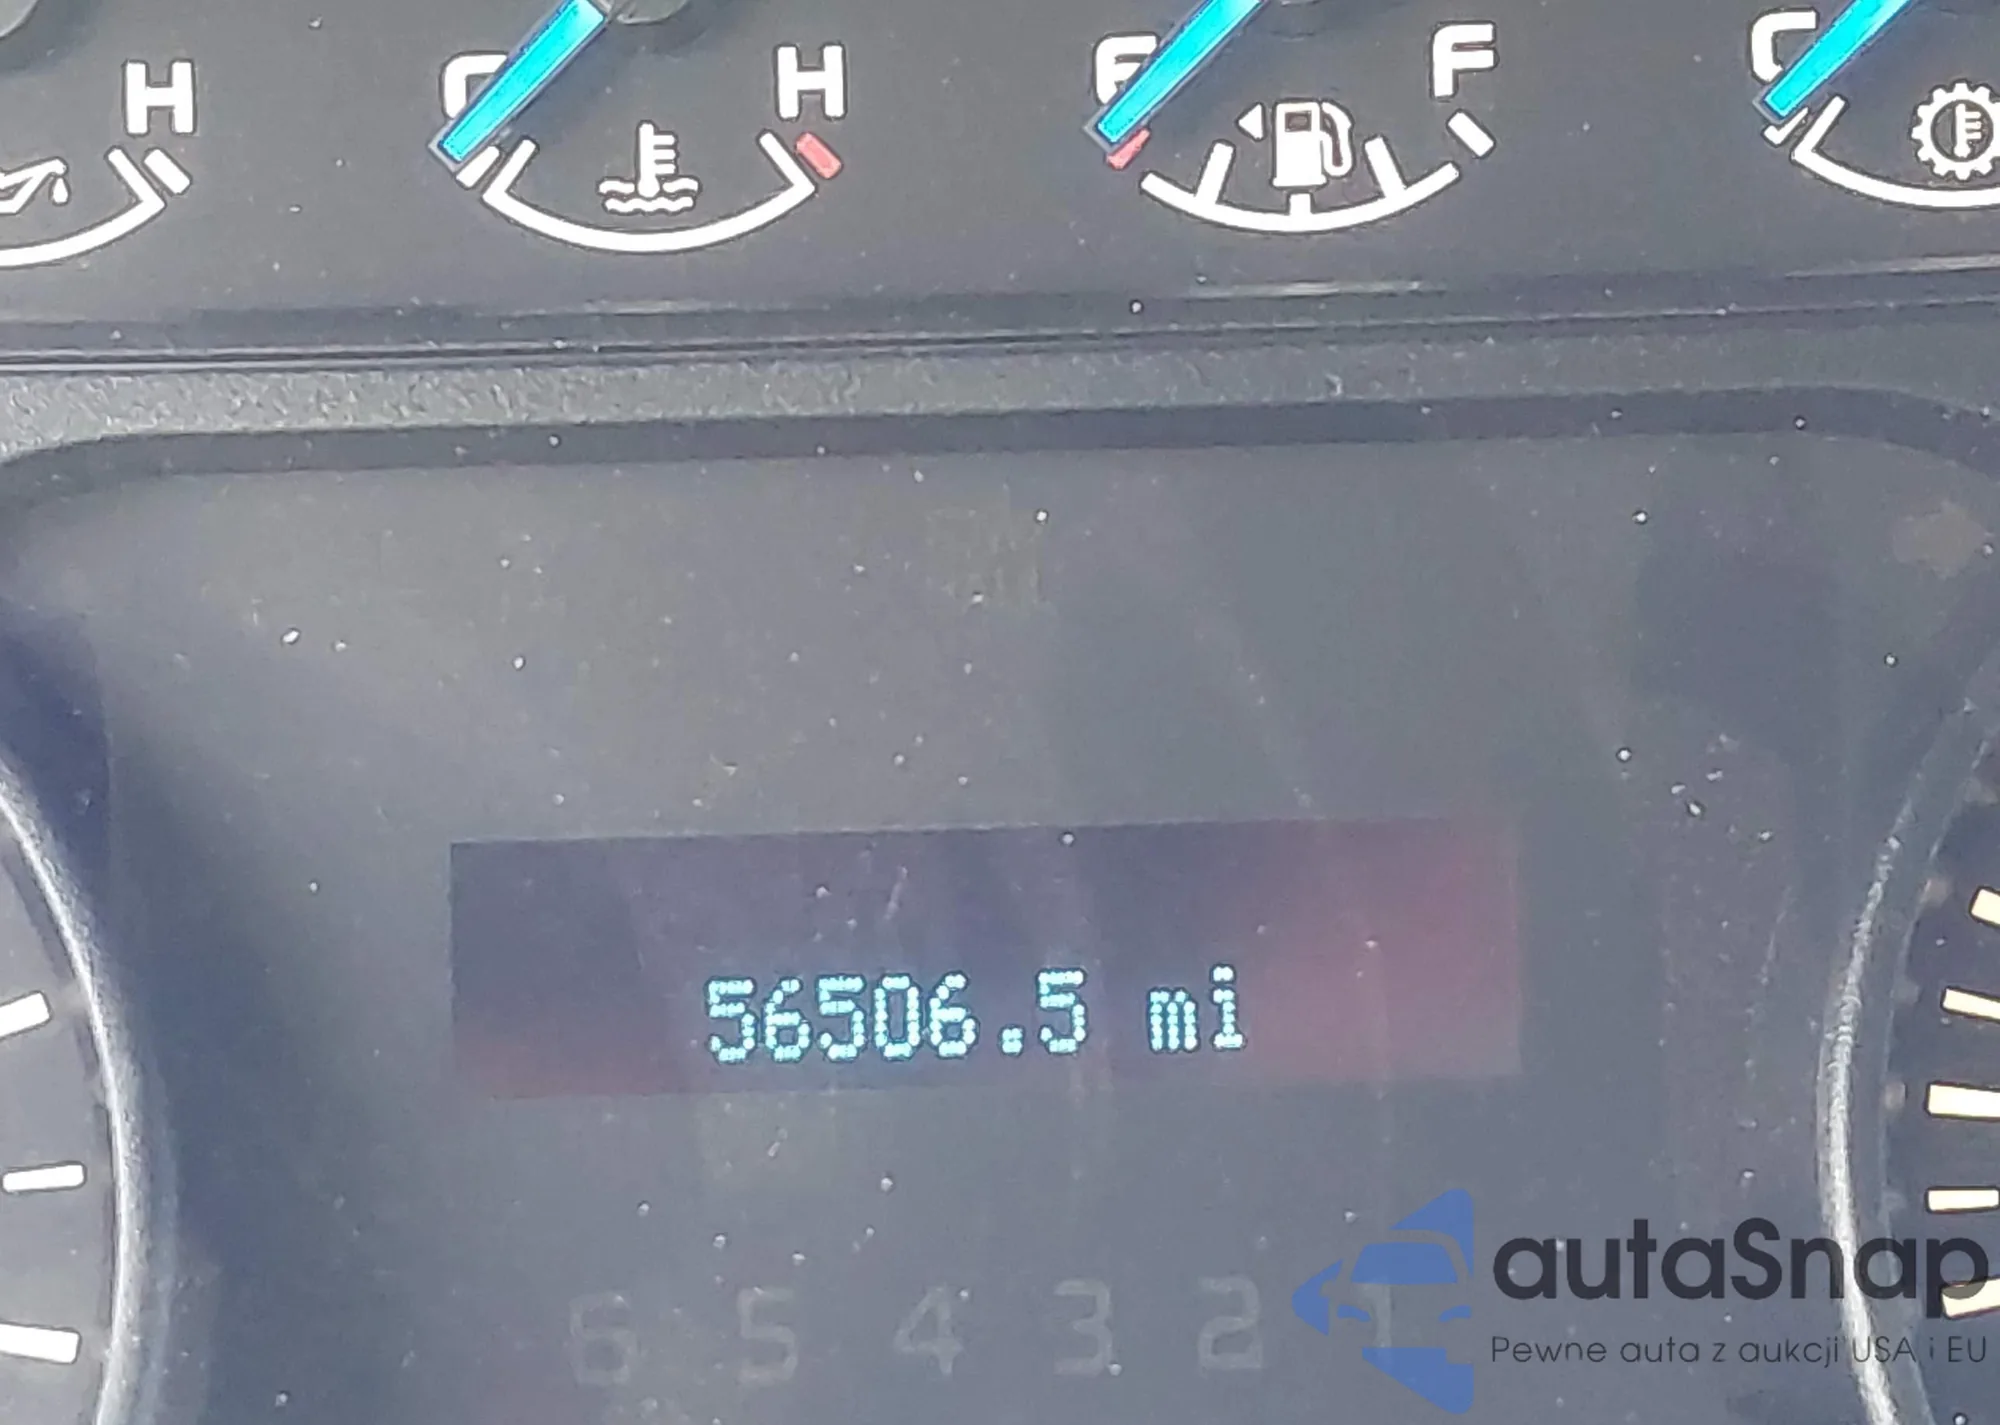 H C H E F C
56506.5 mi
6 5 4 3 2 1
autaSnap
Pewne auta z aukcji USA i EU